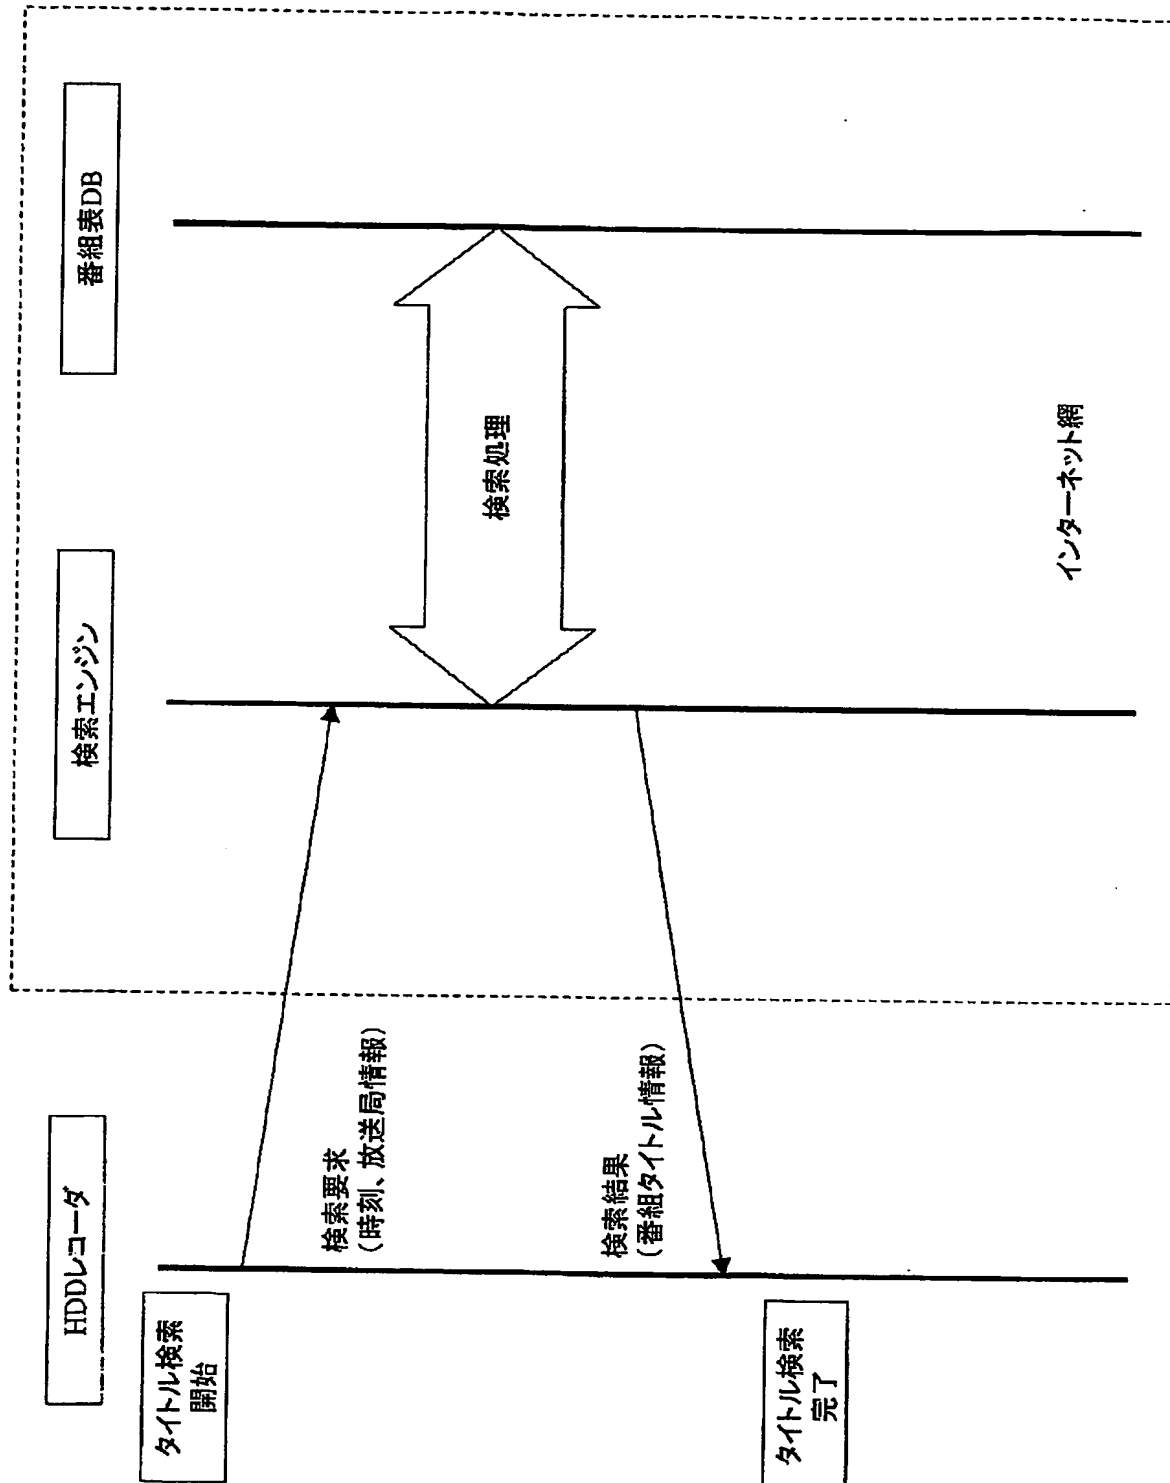 HDDレコーダ
検索エンジン
番組表DB
タイトル検索
開始
検索要求
(時刻、放送局情報)
検索処理
検索結果
(番組タイトル情報)
タイトル検索
完了
インターネット網